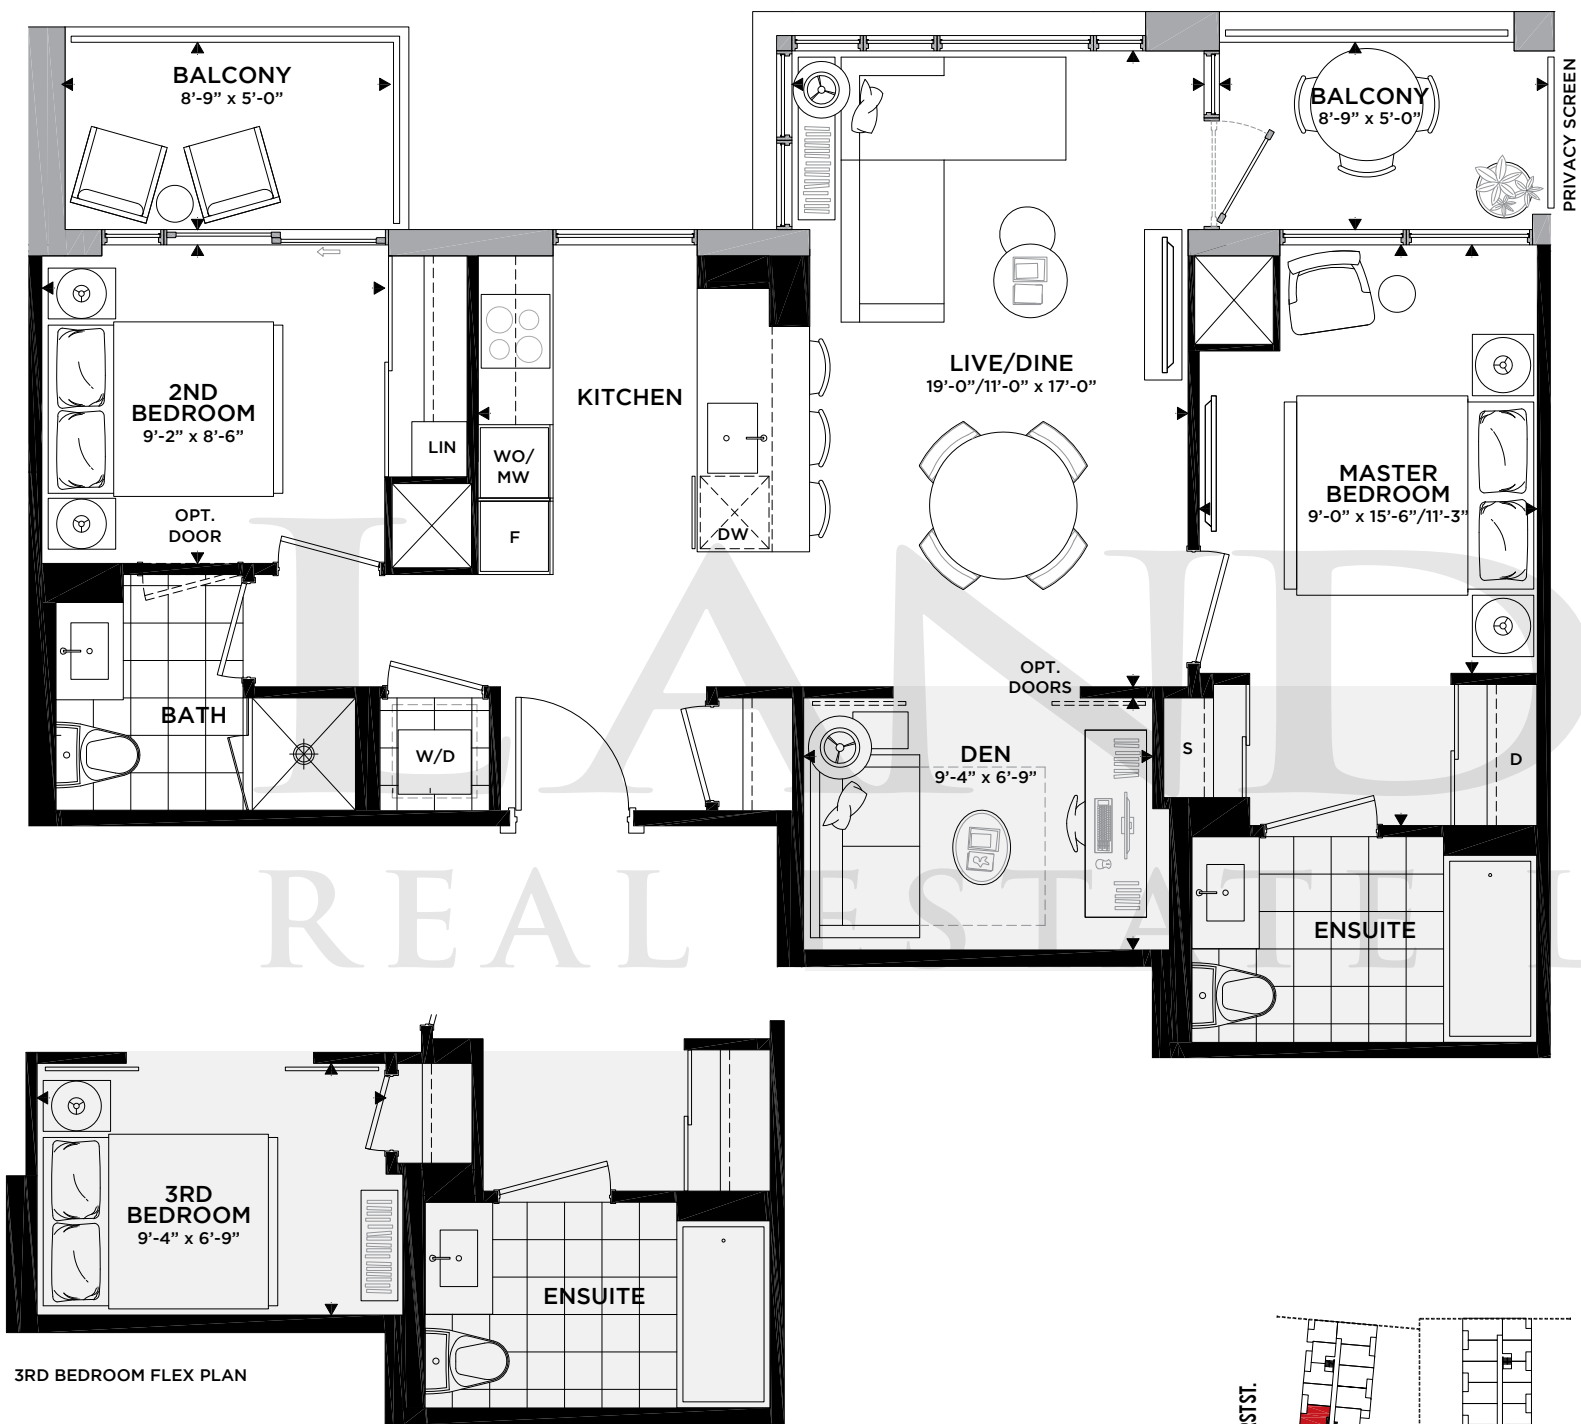 BALCONY
8'-9" x 5'-0"
BALCONY
8'-9" x 5'-0"
PRIVACY SCREEN
2ND
BEDROOM
9'-2" x 8'-6"
LIN
WO/
MW
F
KITCHEN
DW
LIVE/DINE
19'-0"/11'-0" x 17'-0"
MASTER
BEDROOM
9'-0" x 15'-6"/11'-3"
OPT.
DOOR
BATH
W/D
OPT.
DOORS
DEN
9'-4" x 6'-9"
S
D
ENSUITE
LAND
REAL ESTATE
3RD
BEDROOM
9'-4" x 6'-9"
ENSUITE
3RD BEDROOM FLEX PLAN
ST.